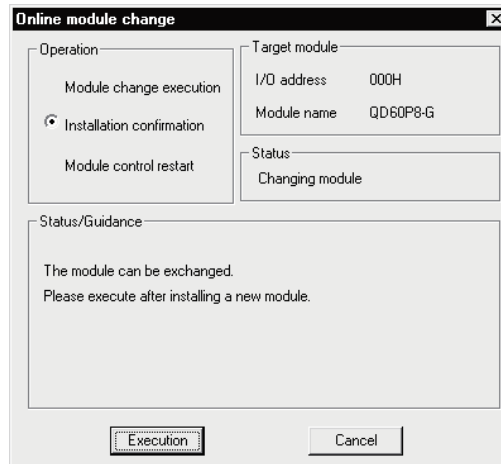 Online module change
Operation
Module change execution
Installation confirmation
Module control restart
Target module
I/O address 000H
Module name QD60P8-G
Status
Changing module
Status/Guidance
The module can be exchanged.
Please execute after installing a new module.
Execution Cancel